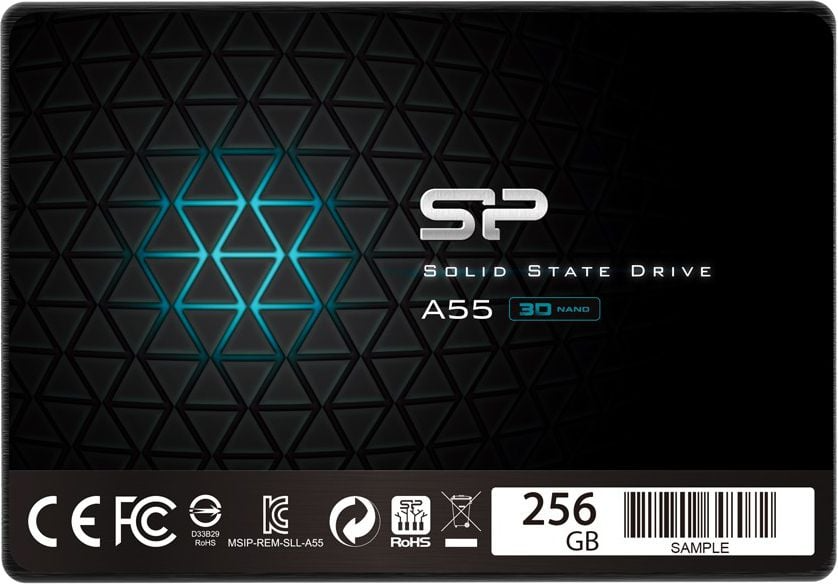 SP
SOLID STATE DRIVE
A55 3D NAND
CE FC
D33B29
RoHS
MSIP-REM-SLL-A55
SP
RoHS
256
GB
SAMPLE